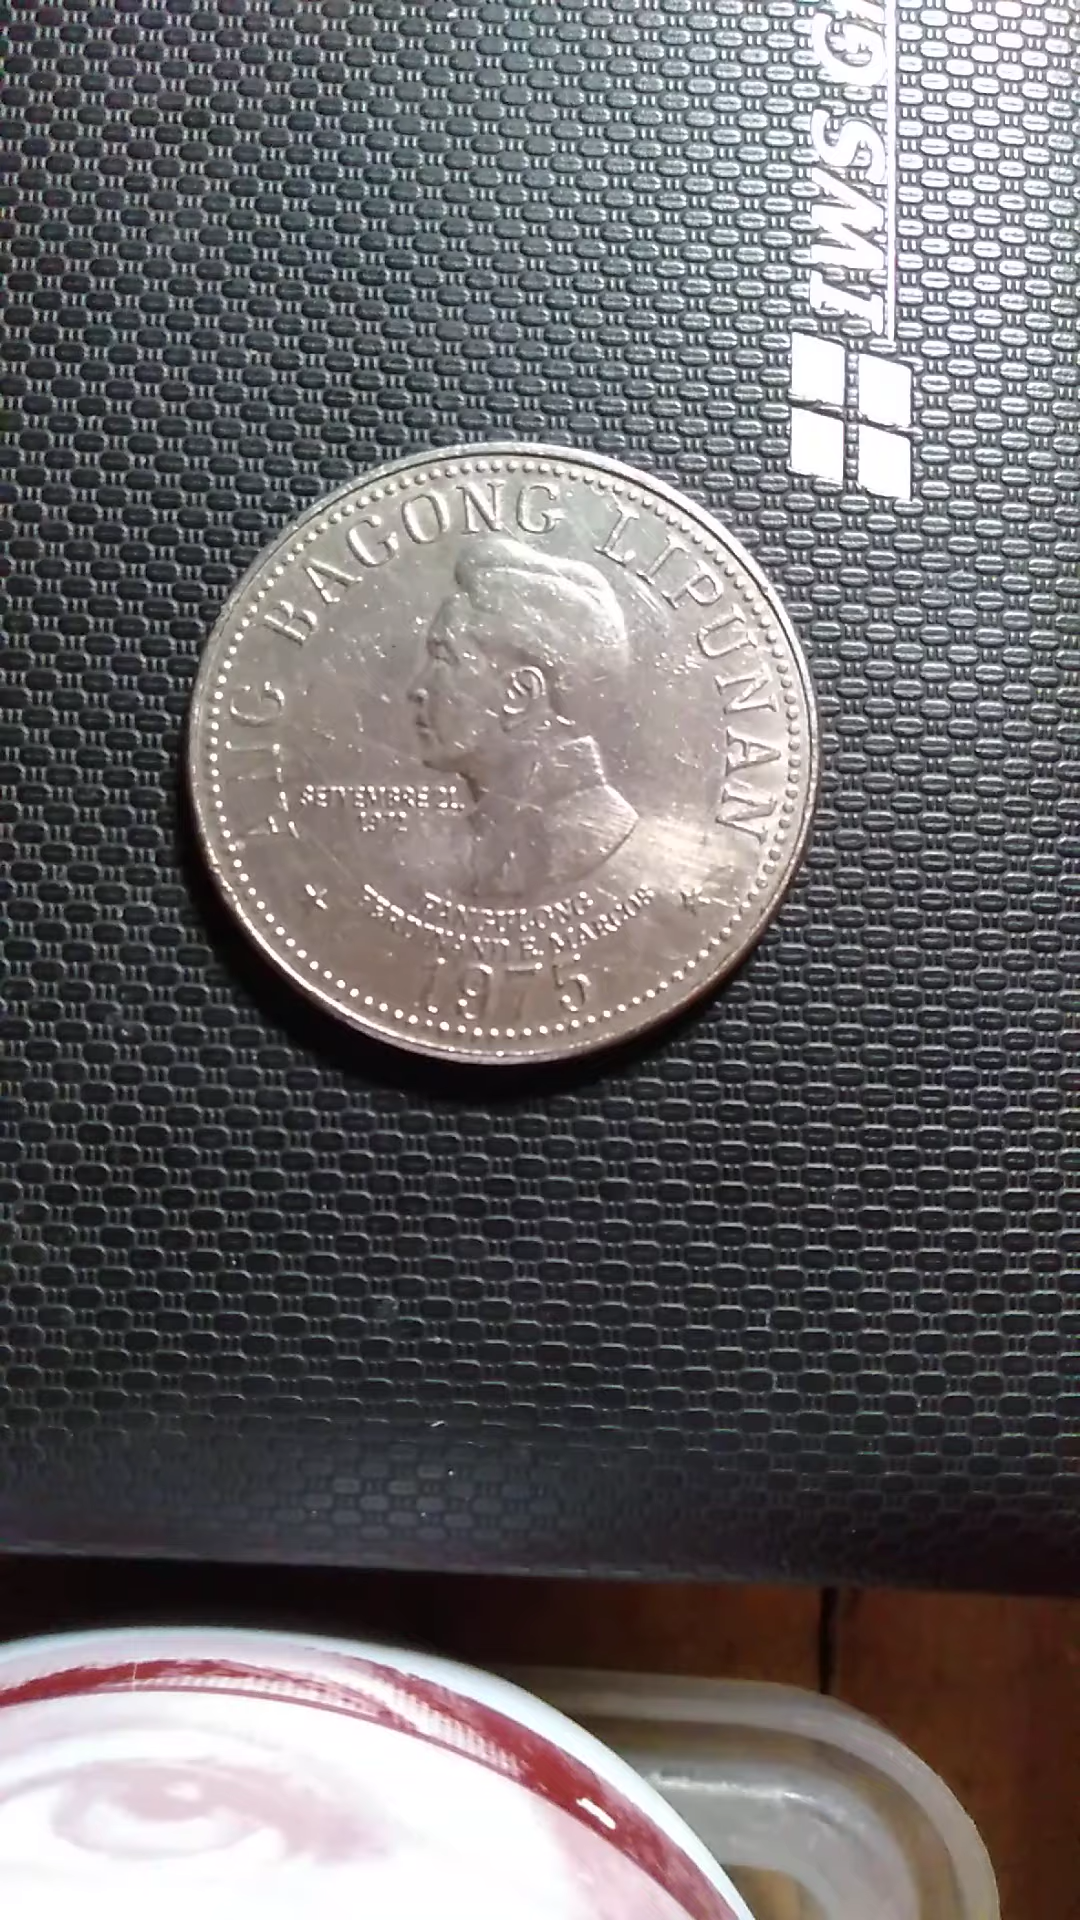 ANG BAGONG LIPUNAN
SETYEMBRE 21,
1972
PANGULONG
FERDINAND E. MARCOS
1975